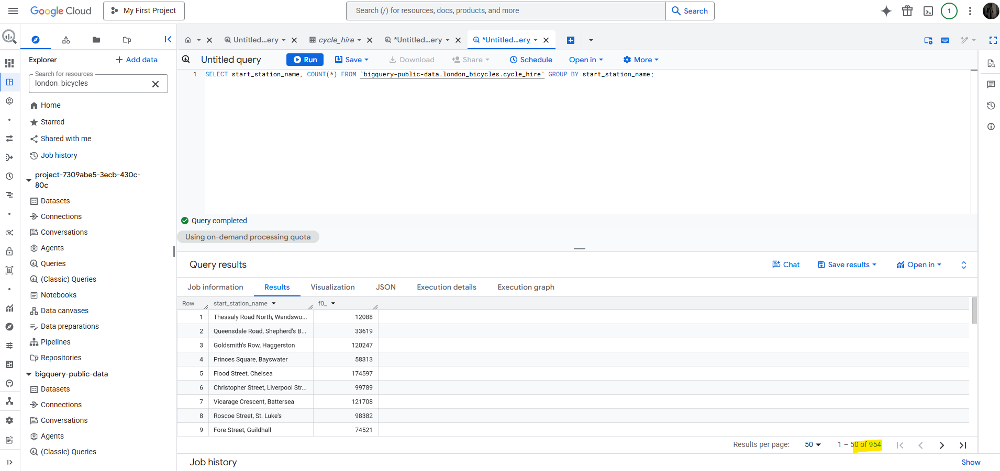 Google Cloud
My First Project
Search (/) for resources, docs, products, and more
Search
1
Untitled...ery
cycle_hire
*Untitled...ery
*Untitled...ery
Explorer
Add data
Search for resources
london_bicycles
Home
Starred
Shared with me
Job history
project-7309abe5-3ecb-430c-
80c
Datasets
Connections
Conversations
Agents
Queries
(Classic) Queries
Notebooks
Data canvases
Data preparations
Pipelines
Repositories
bigquery-public-data
Datasets
Connections
Conversations
Agents
(Classic) Queries
Untitled query
Run
Save
Download
Share
Schedule
Open in
More
1 SELECT start_station_name, COUNT(*) FROM `bigquery-public-data.london_bicycles.cycle_hire` GROUP BY start_station_name;
Query completed
Using on-demand processing quota
Query results
Chat
Save results
Open in
Job information
Results
Visualization
JSON
Execution details
Execution graph
Row start_station_name f0_
1 Thessaly Road North, Wandswo... 12088
2 Queensdale Road, Shepherd's B... 33619
3 Goldsmith's Row, Haggerston 120247
4 Princes Square, Bayswater 58313
5 Flood Street, Chelsea 174597
6 Christopher Street, Liverpool Str... 99789
7 Vicarage Crescent, Battersea 121708
8 Roscoe Street, St. Luke's 98382
9 Fore Street, Guildhall 74521
Results per page: 50 1 – 50 of 954
Job history
Show